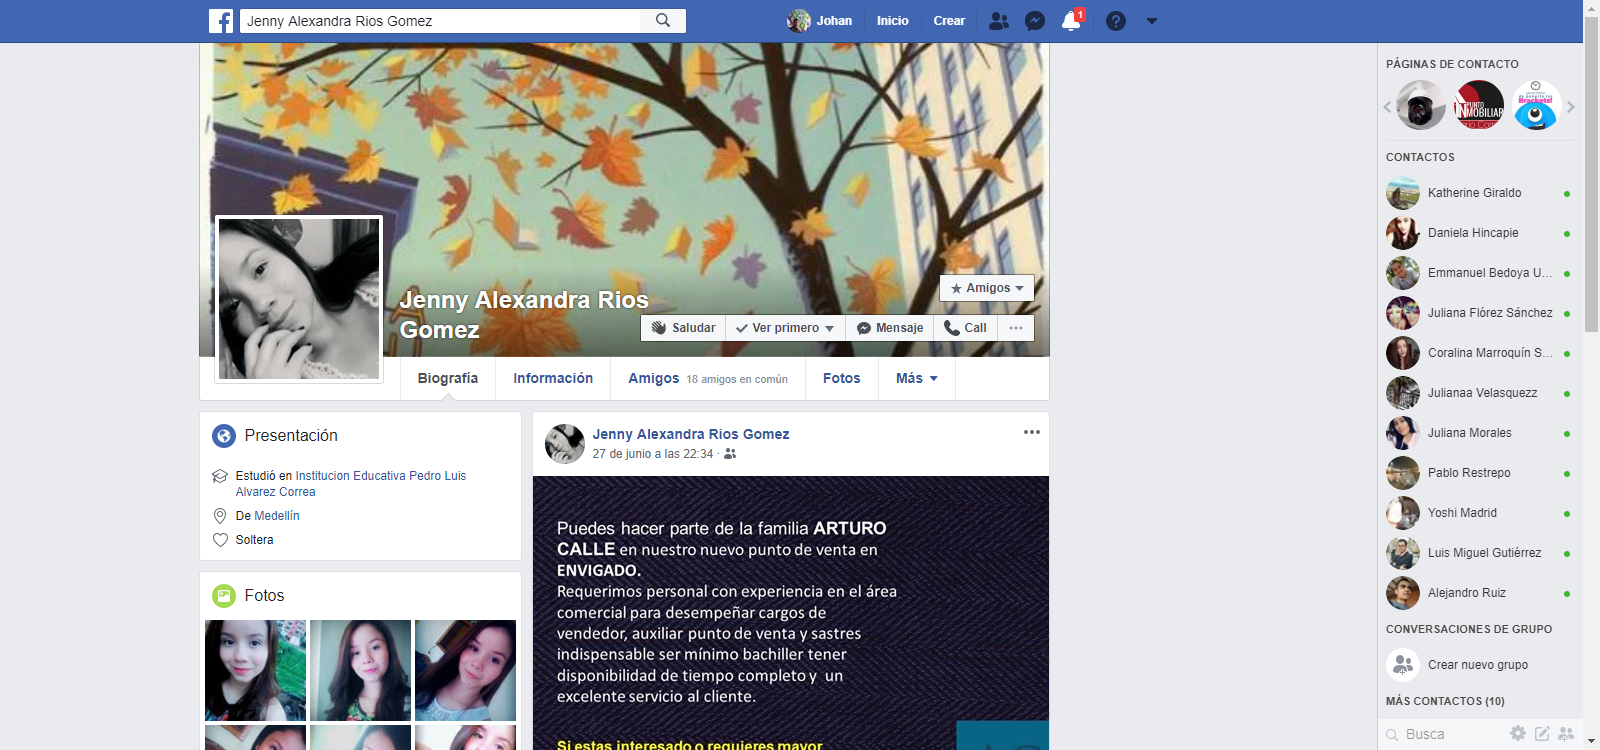 Jenny Alexandra Rios Gomez
Johan
Inicio
Crear
1
Jenny Alexandra Rios
Gomez
Amigos
Saludar
Ver primero
Mensaje
Call
Biografía
Información
Amigos 18 amigos en común
Fotos
Más
Presentación
Estudió en Institucion Educativa Pedro Luis
Alvarez Correa
De Medellín
Soltera
Fotos
Jenny Alexandra Rios Gomez
27 de junio a las 22:34 ·
Puedes hacer parte de la familia ARTURO
CALLE en nuestro nuevo punto de venta en
ENVIGADO.
Requerimos personal con experiencia en el área
comercial para desempeñar cargos de
vendedor, auxiliar punto de venta y sastres
indispensable ser mínimo bachiller tener
disponibilidad de tiempo completo y un
excelente servicio al cliente.
Si estas interesado o requieres mayor
PÁGINAS DE CONTACTO
PUNTO
INMOBILIAR
Brackets!
CONTACTOS
Katherine Giraldo
Daniela Hincapie
Emmanuel Bedoya U...
Juliana Flórez Sánchez
Coralina Marroquín S...
Julianaa Velasquezz
Juliana Morales
Pablo Restrepo
Yoshi Madrid
Luis Miguel Gutiérrez
Alejandro Ruiz
CONVERSACIONES DE GRUPO
Crear nuevo grupo
MÁS CONTACTOS (10)
Busca